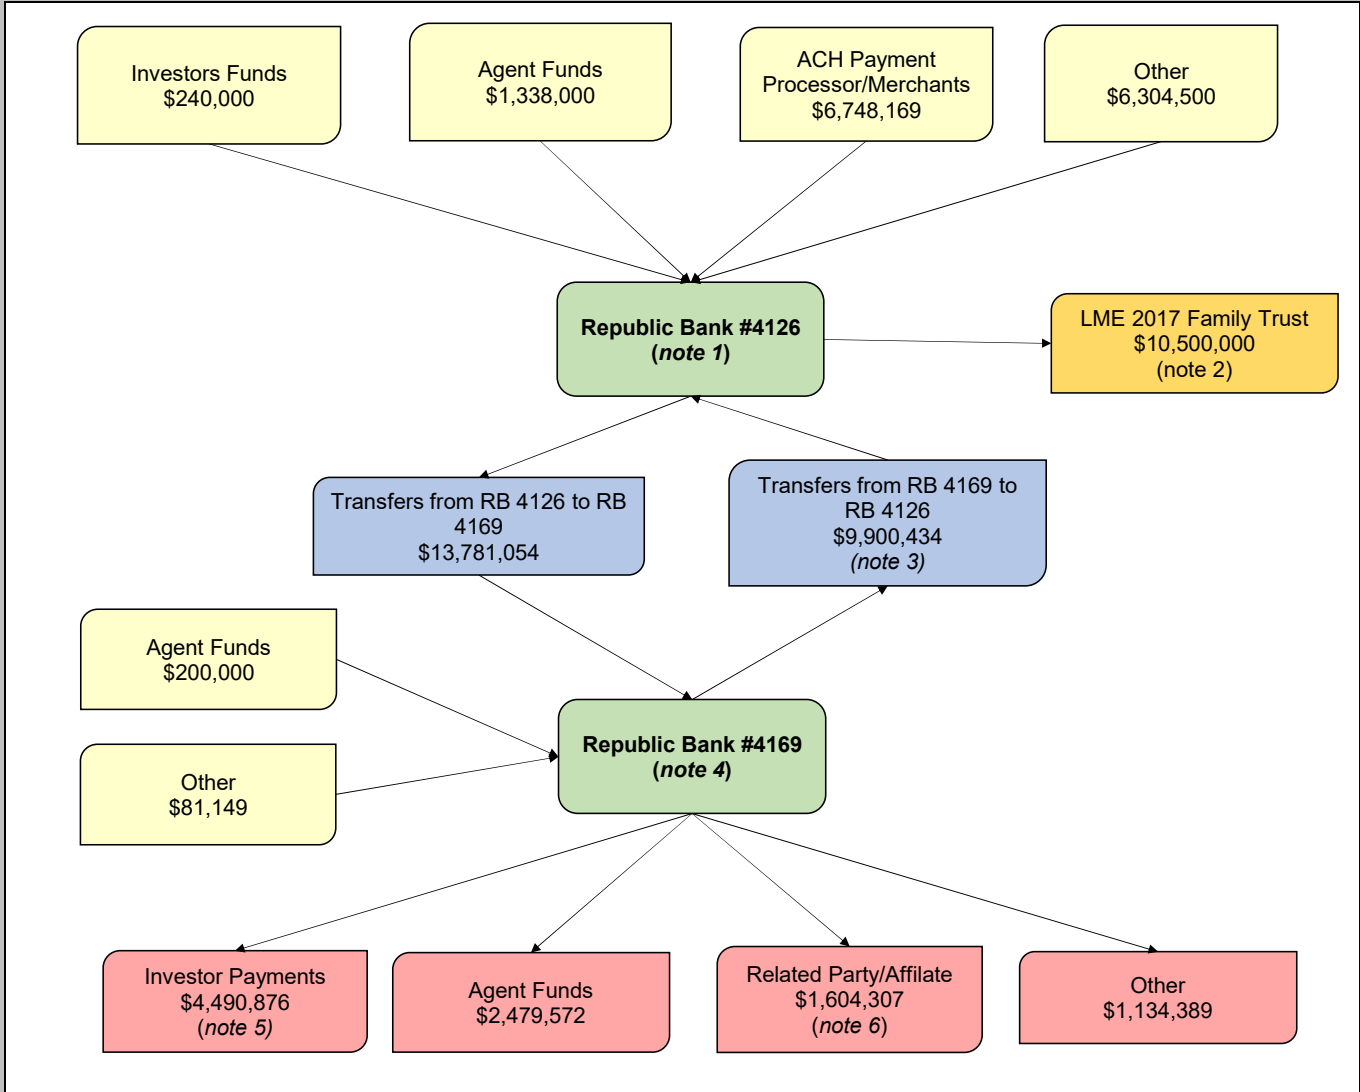 Investors Funds
$240,000
Agent Funds
$1,338,000
ACH Payment
Processor/Merchants
$6,748,169
Other
$6,304,500
Republic Bank #4126
(note 1)
LME 2017 Family Trust
$10,500,000
(note 2)
Transfers from RB 4126 to RB
4169
$13,781,054
Transfers from RB 4169 to
RB 4126
$9,900,434
(note 3)
Agent Funds
$200,000
Other
$81,149
Republic Bank #4169
(note 4)
Investor Payments
$4,490,876
(note 5)
Agent Funds
$2,479,572
Related Party/Affilate
$1,604,307
(note 6)
Other
$1,134,389